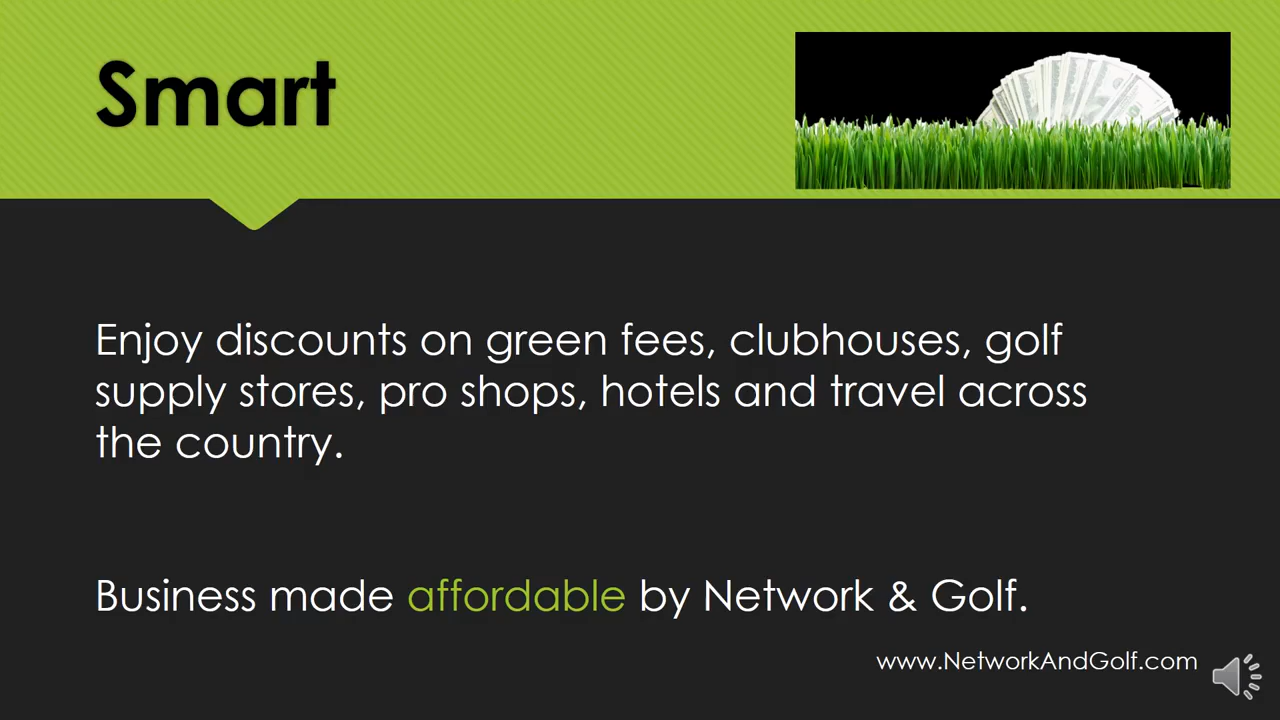 Smart
Enjoy discounts on green fees, clubhouses, golf
supply stores, pro shops, hotels and travel across
the country.
Business made affordable by Network & Golf.
www.NetworkAndGolf.com